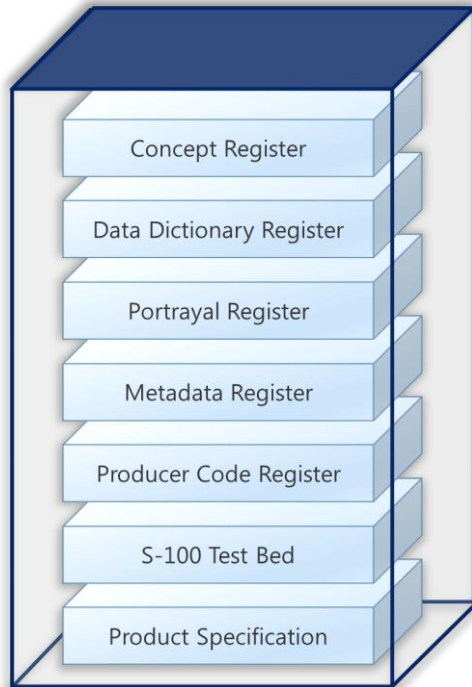 Concept Register
Data Dictionary Register
Portrayal Register
Metadata Register
Producer Code Register
S-100 Test Bed
Product Specification